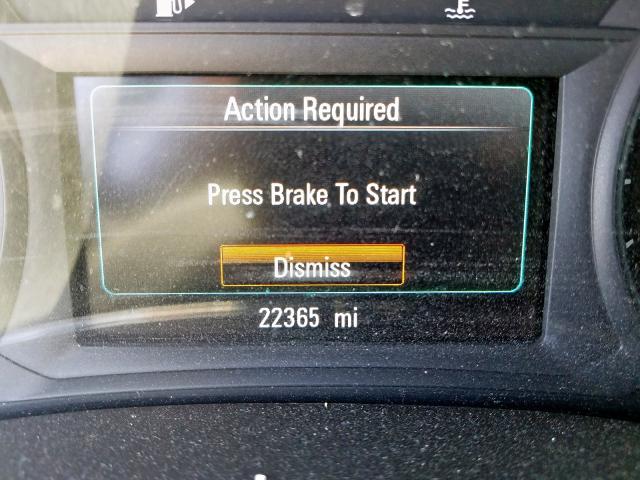 Action Required
Press Brake To Start
Dismiss
22365 mi